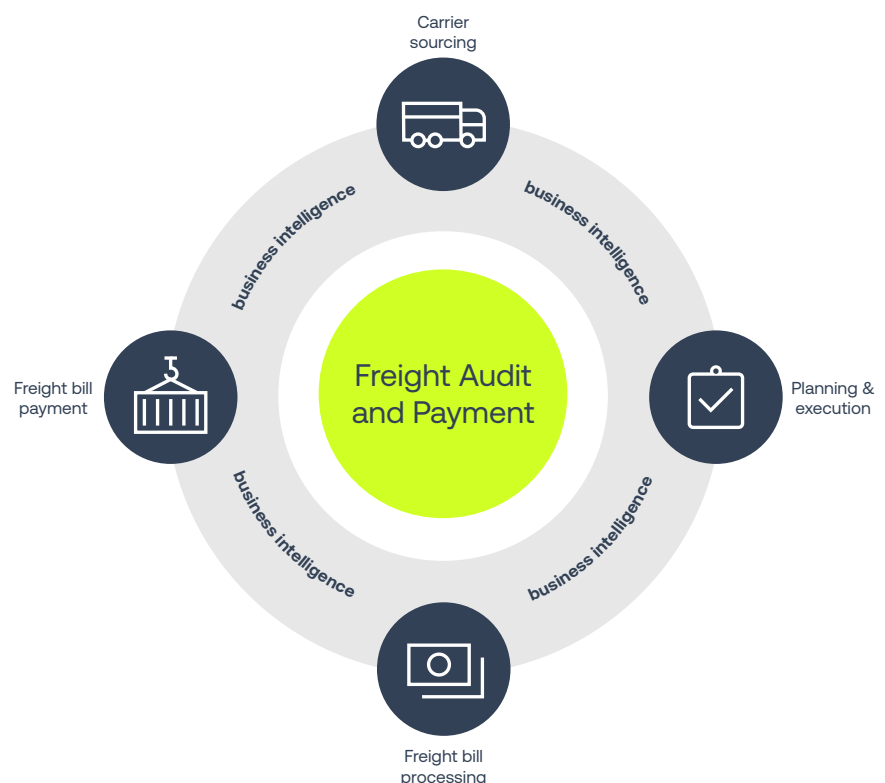 Carrier
sourcing
business intelligence
business intelligence
Freight Audit
and Payment
Freight bill
payment
Planning &
execution
business intelligence
business intelligence
Freight bill
processing